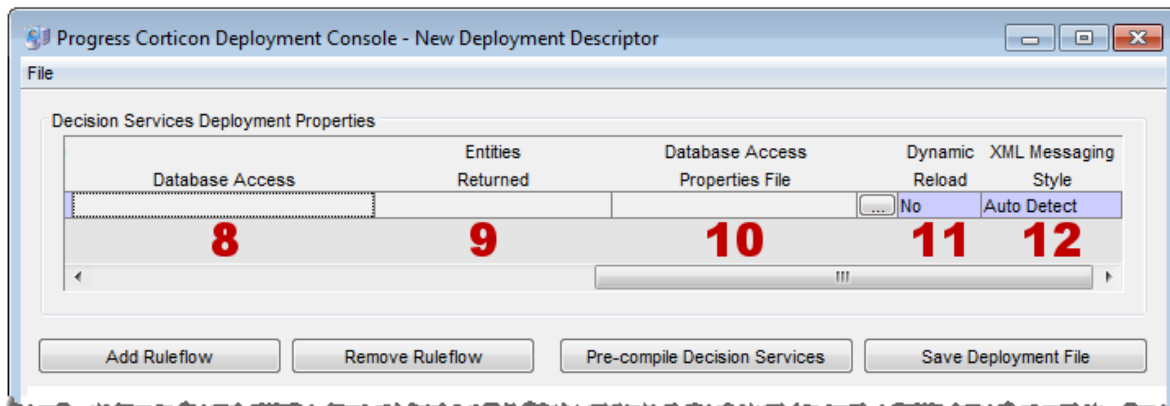 Progress Corticon Deployment Console - New Deployment Descriptor
File
Decision Services Deployment Properties
Entities Database Access Dynamic XML Messaging
Database Access Returned Properties File Reload Style
... No Auto Detect
8 9 10 11 12
Add Ruleflow Remove Ruleflow Pre-compile Decision Services Save Deployment File